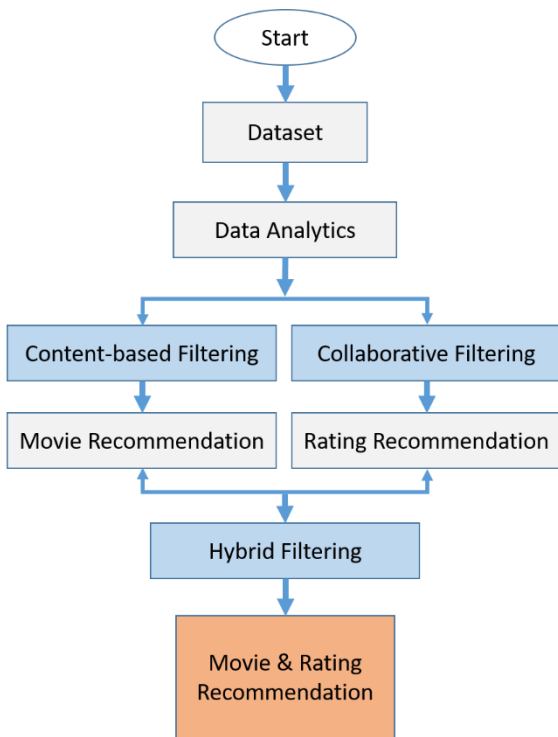 Start
Dataset
Data Analytics
Content-based Filtering
Collaborative Filtering
Movie Recommendation
Rating Recommendation
Hybrid Filtering
Movie & Rating
Recommendation